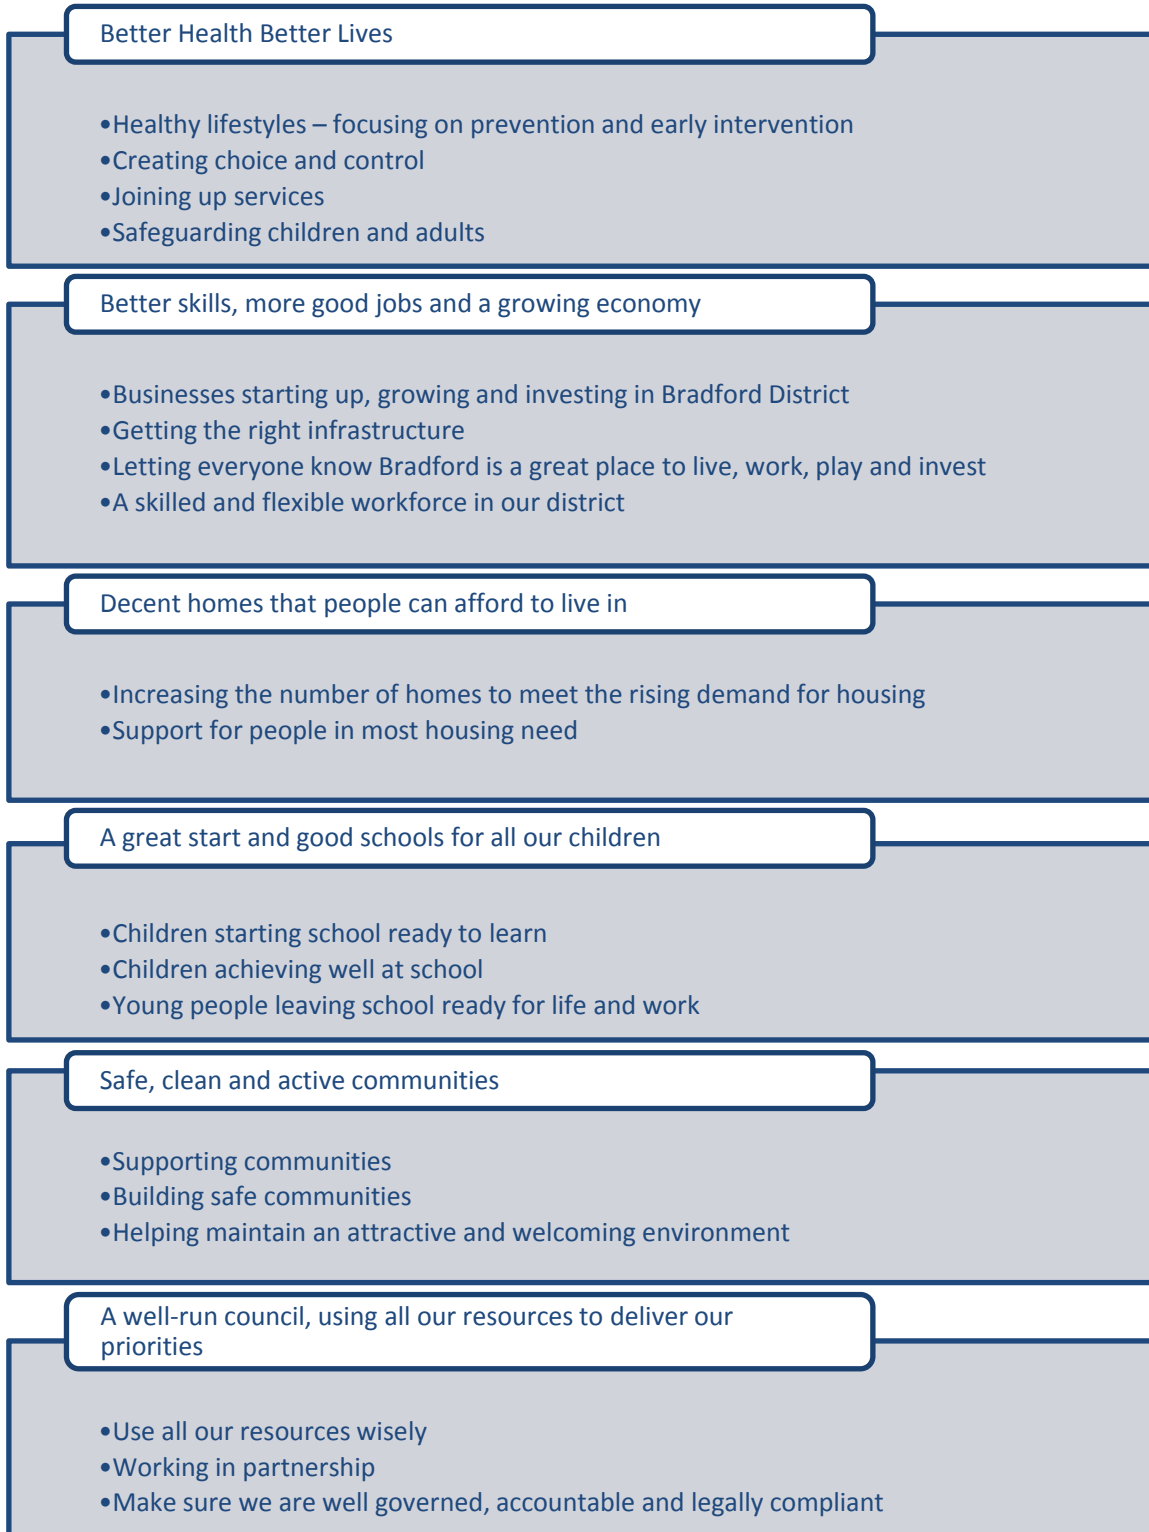 Better Health Better Lives
•Healthy lifestyles – focusing on prevention and early intervention
•Creating choice and control
•Joining up services
•Safeguarding children and adults
Better skills, more good jobs and a growing economy
•Businesses starting up, growing and investing in Bradford District
•Getting the right infrastructure
•Letting everyone know Bradford is a great place to live, work, play and invest
•A skilled and flexible workforce in our district
Decent homes that people can afford to live in
•Increasing the number of homes to meet the rising demand for housing
•Support for people in most housing need
A great start and good schools for all our children
•Children starting school ready to learn
•Children achieving well at school
•Young people leaving school ready for life and work
Safe, clean and active communities
•Supporting communities
•Building safe communities
•Helping maintain an attractive and welcoming environment
A well-run council, using all our resources to deliver our
priorities
•Use all our resources wisely
•Working in partnership
•Make sure we are well governed, accountable and legally compliant